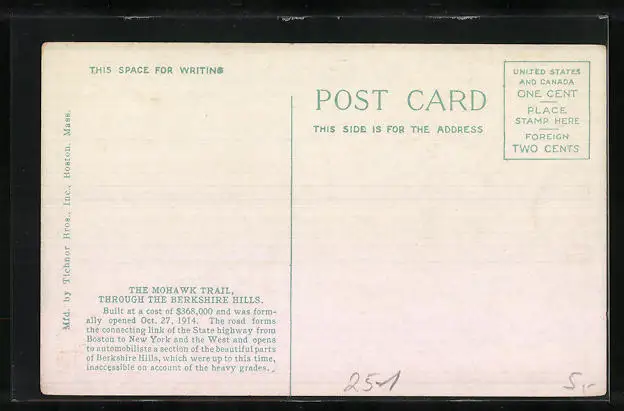 THIS SPACE FOR WRITING
POST CARD
THIS SIDE IS FOR THE ADDRESS
UNITED STATES
AND CANADA
ONE CENT
PLACE
STAMP HERE
FOREIGN
TWO CENTS
Mfd. by Tichnor Bros., Inc., Boston, Mass.
THE MOHAWK TRAIL,
THROUGH THE BERKSHIRE HILLS.
Built at a cost of $368,000 and was form-
ally opened Oct. 27, 1914. The road forms
the connecting link of the State highway from
Boston to New York and the West and opens
to automobilists a section of the beautiful parts
of Berkshire Hills, which were up to this time,
inaccessible on account of the heavy grades.
251
5,-